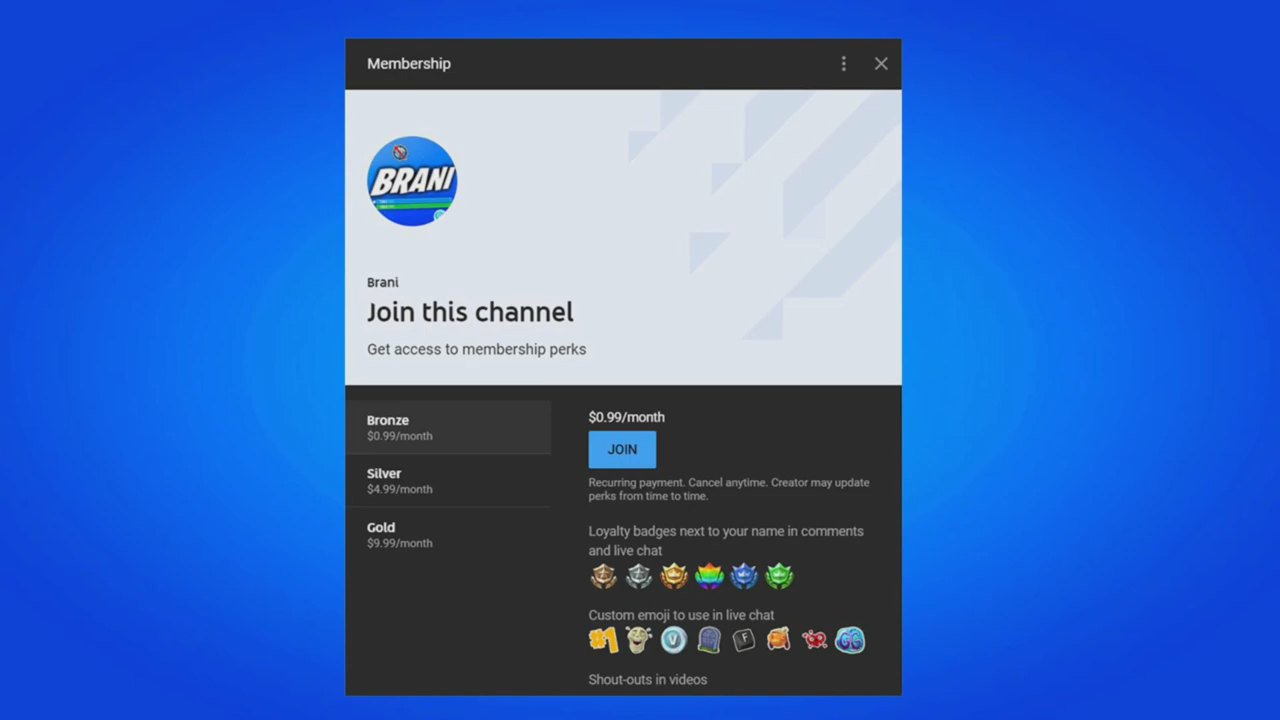 Membership
BRANI
Brani
Join this channel
Get access to membership perks
Bronze
$0.99/month
Silver
$4.99/month
Gold
$9.99/month
$0.99/month
JOIN
Recurring payment. Cancel anytime. Creator may update
perks from time to time.
Loyalty badges next to your name in comments
and live chat
Custom emoji to use in live chat
#1
V
F
GG
Shout-outs in videos